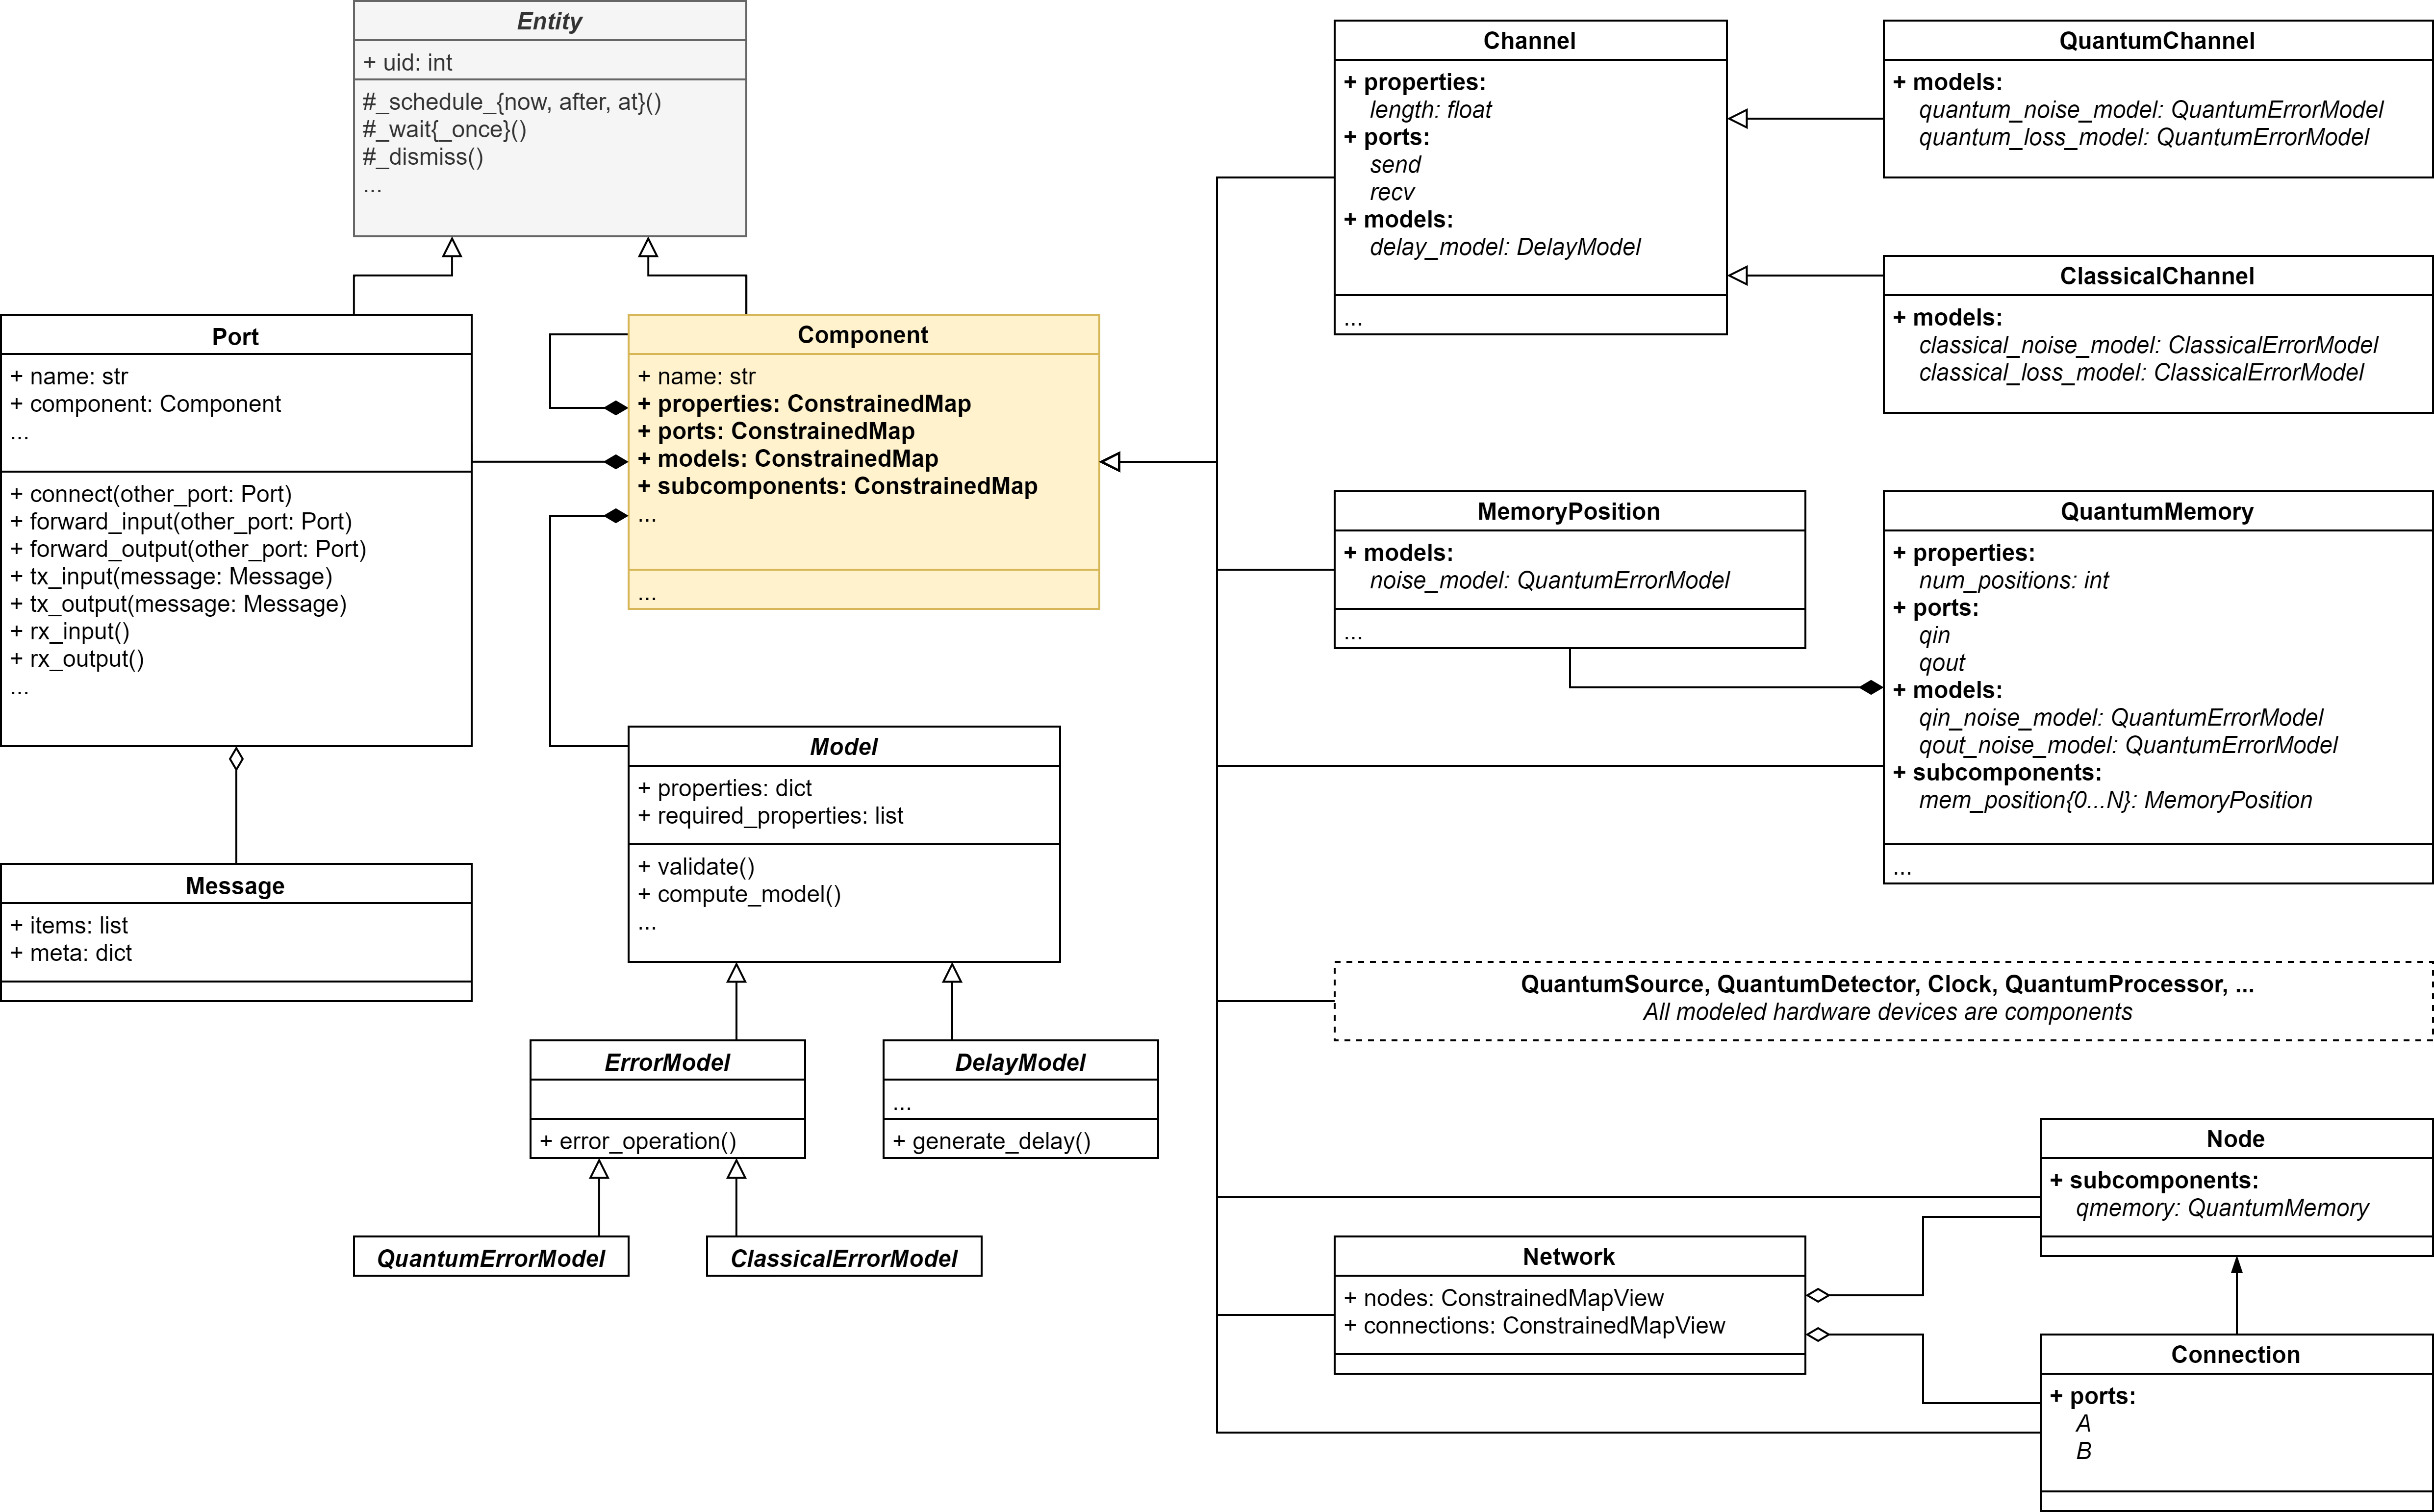 Entity
+ uid: int
#_schedule_{now, after, at}()
#_wait{_once}()
#_dismiss()
...
Port
+ name: str
+ component: Component
...
+ connect(other_port: Port)
+ forward_input(other_port: Port)
+ forward_output(other_port: Port)
+ tx_input(message: Message)
+ tx_output(message: Message)
+ rx_input()
+ rx_output()
...
Message
+ items: list
+ meta: dict
Component
+ name: str
+ properties: ConstrainedMap
+ ports: ConstrainedMap
+ models: ConstrainedMap
+ subcomponents: ConstrainedMap
...
...
Model
+ properties: dict
+ required_properties: list
+ validate()
+ compute_model()
...
ErrorModel
+ error_operation()
DelayModel
...
+ generate_delay()
QuantumErrorModel
ClassicalErrorModel
Channel
+ properties:
length: float
+ ports:
send
recv
+ models:
delay_model: DelayModel
...
QuantumChannel
+ models:
quantum_noise_model: QuantumErrorModel
quantum_loss_model: QuantumErrorModel
ClassicalChannel
+ models:
classical_noise_model: ClassicalErrorModel
classical_loss_model: ClassicalErrorModel
MemoryPosition
+ models:
noise_model: QuantumErrorModel
...
QuantumMemory
+ properties:
num_positions: int
+ ports:
qin
qout
+ models:
qin_noise_model: QuantumErrorModel
qout_noise_model: QuantumErrorModel
+ subcomponents:
mem_position{0...N}: MemoryPosition
...
QuantumSource, QuantumDetector, Clock, QuantumProcessor, ...
All modeled hardware devices are components
Node
+ subcomponents:
qmemory: QuantumMemory
Network
+ nodes: ConstrainedMapView
+ connections: ConstrainedMapView
Connection
+ ports:
A
B